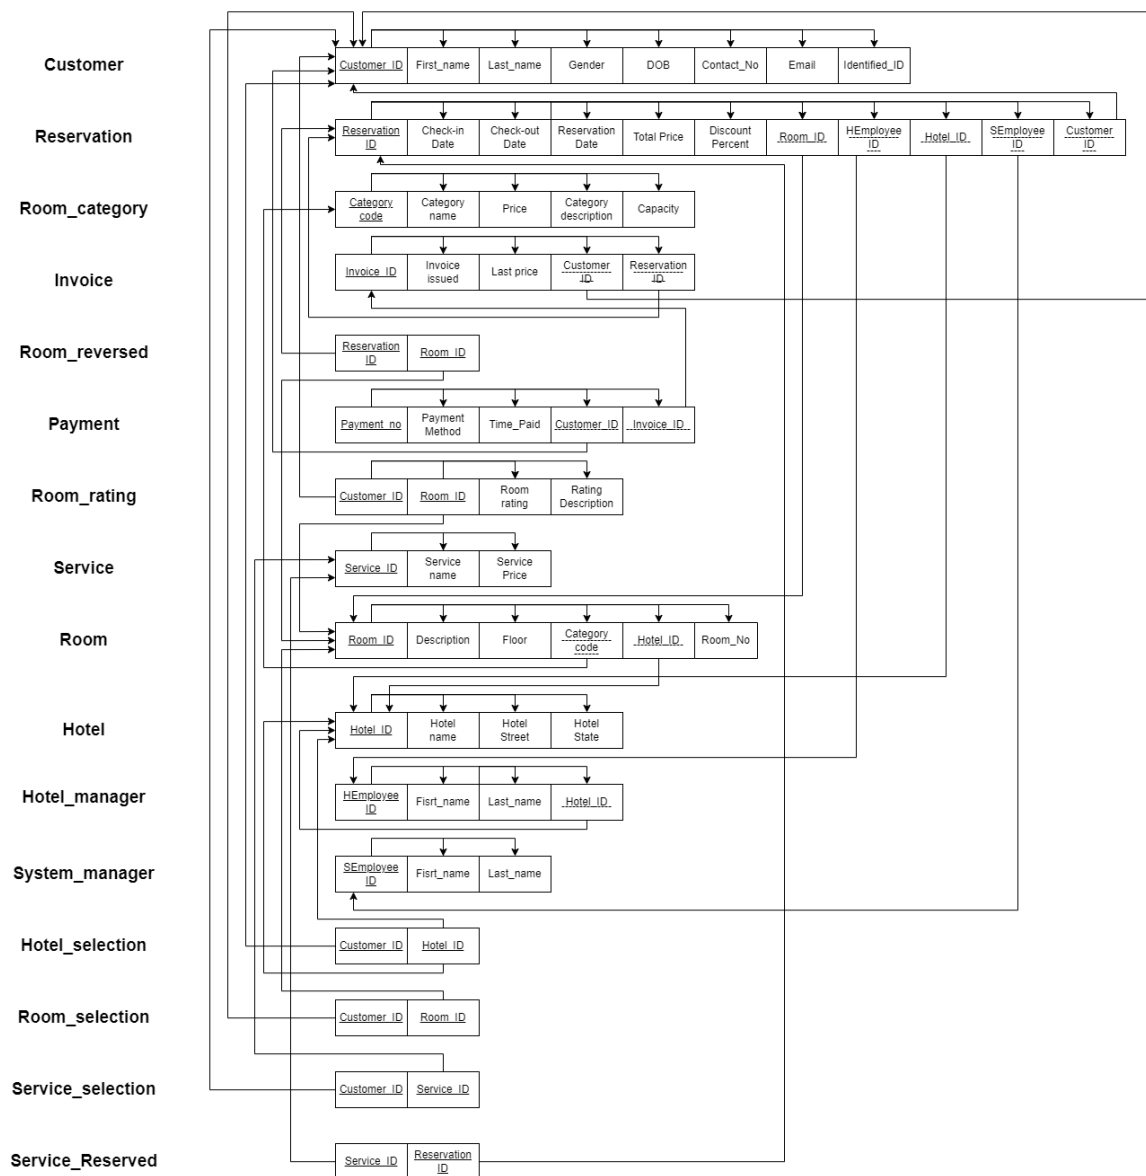 Customer
Customer_ID First_name Last_name Gender DOB Contact_No Email Identified_ID
Reservation
Reservation ID Check-in Date Check-out Date Reservation Date Total Price Discount Percent Room_ID HEmployee ID Hotel_ID SEmployee ID Customer ID
Room_category
Category code Category name Price Category description Capacity
Invoice
Invoice_ID Invoice issued Last price Customer ID Reservation ID
Room_reversed
Reservation ID Room_ID
Payment
Payment_no Payment Method Time_Paid Customer_ID Invoice_ID
Room_rating
Customer_ID Room_ID Room rating Rating Description
Service
Service_ID Service name Service Price
Room
Room_ID Description Floor Category code Hotel_ID Room_No
Hotel
Hotel_ID Hotel name Hotel Street Hotel State
Hotel_manager
HEmployee ID Fisrt_name Last_name Hotel_ID
System_manager
SEmployee ID Fisrt_name Last_name
Hotel_selection
Customer_ID Hotel_ID
Room_selection
Customer_ID Room_ID
Service_selection
Customer_ID Service_ID
Service_Reserved
Service_ID Reservation ID